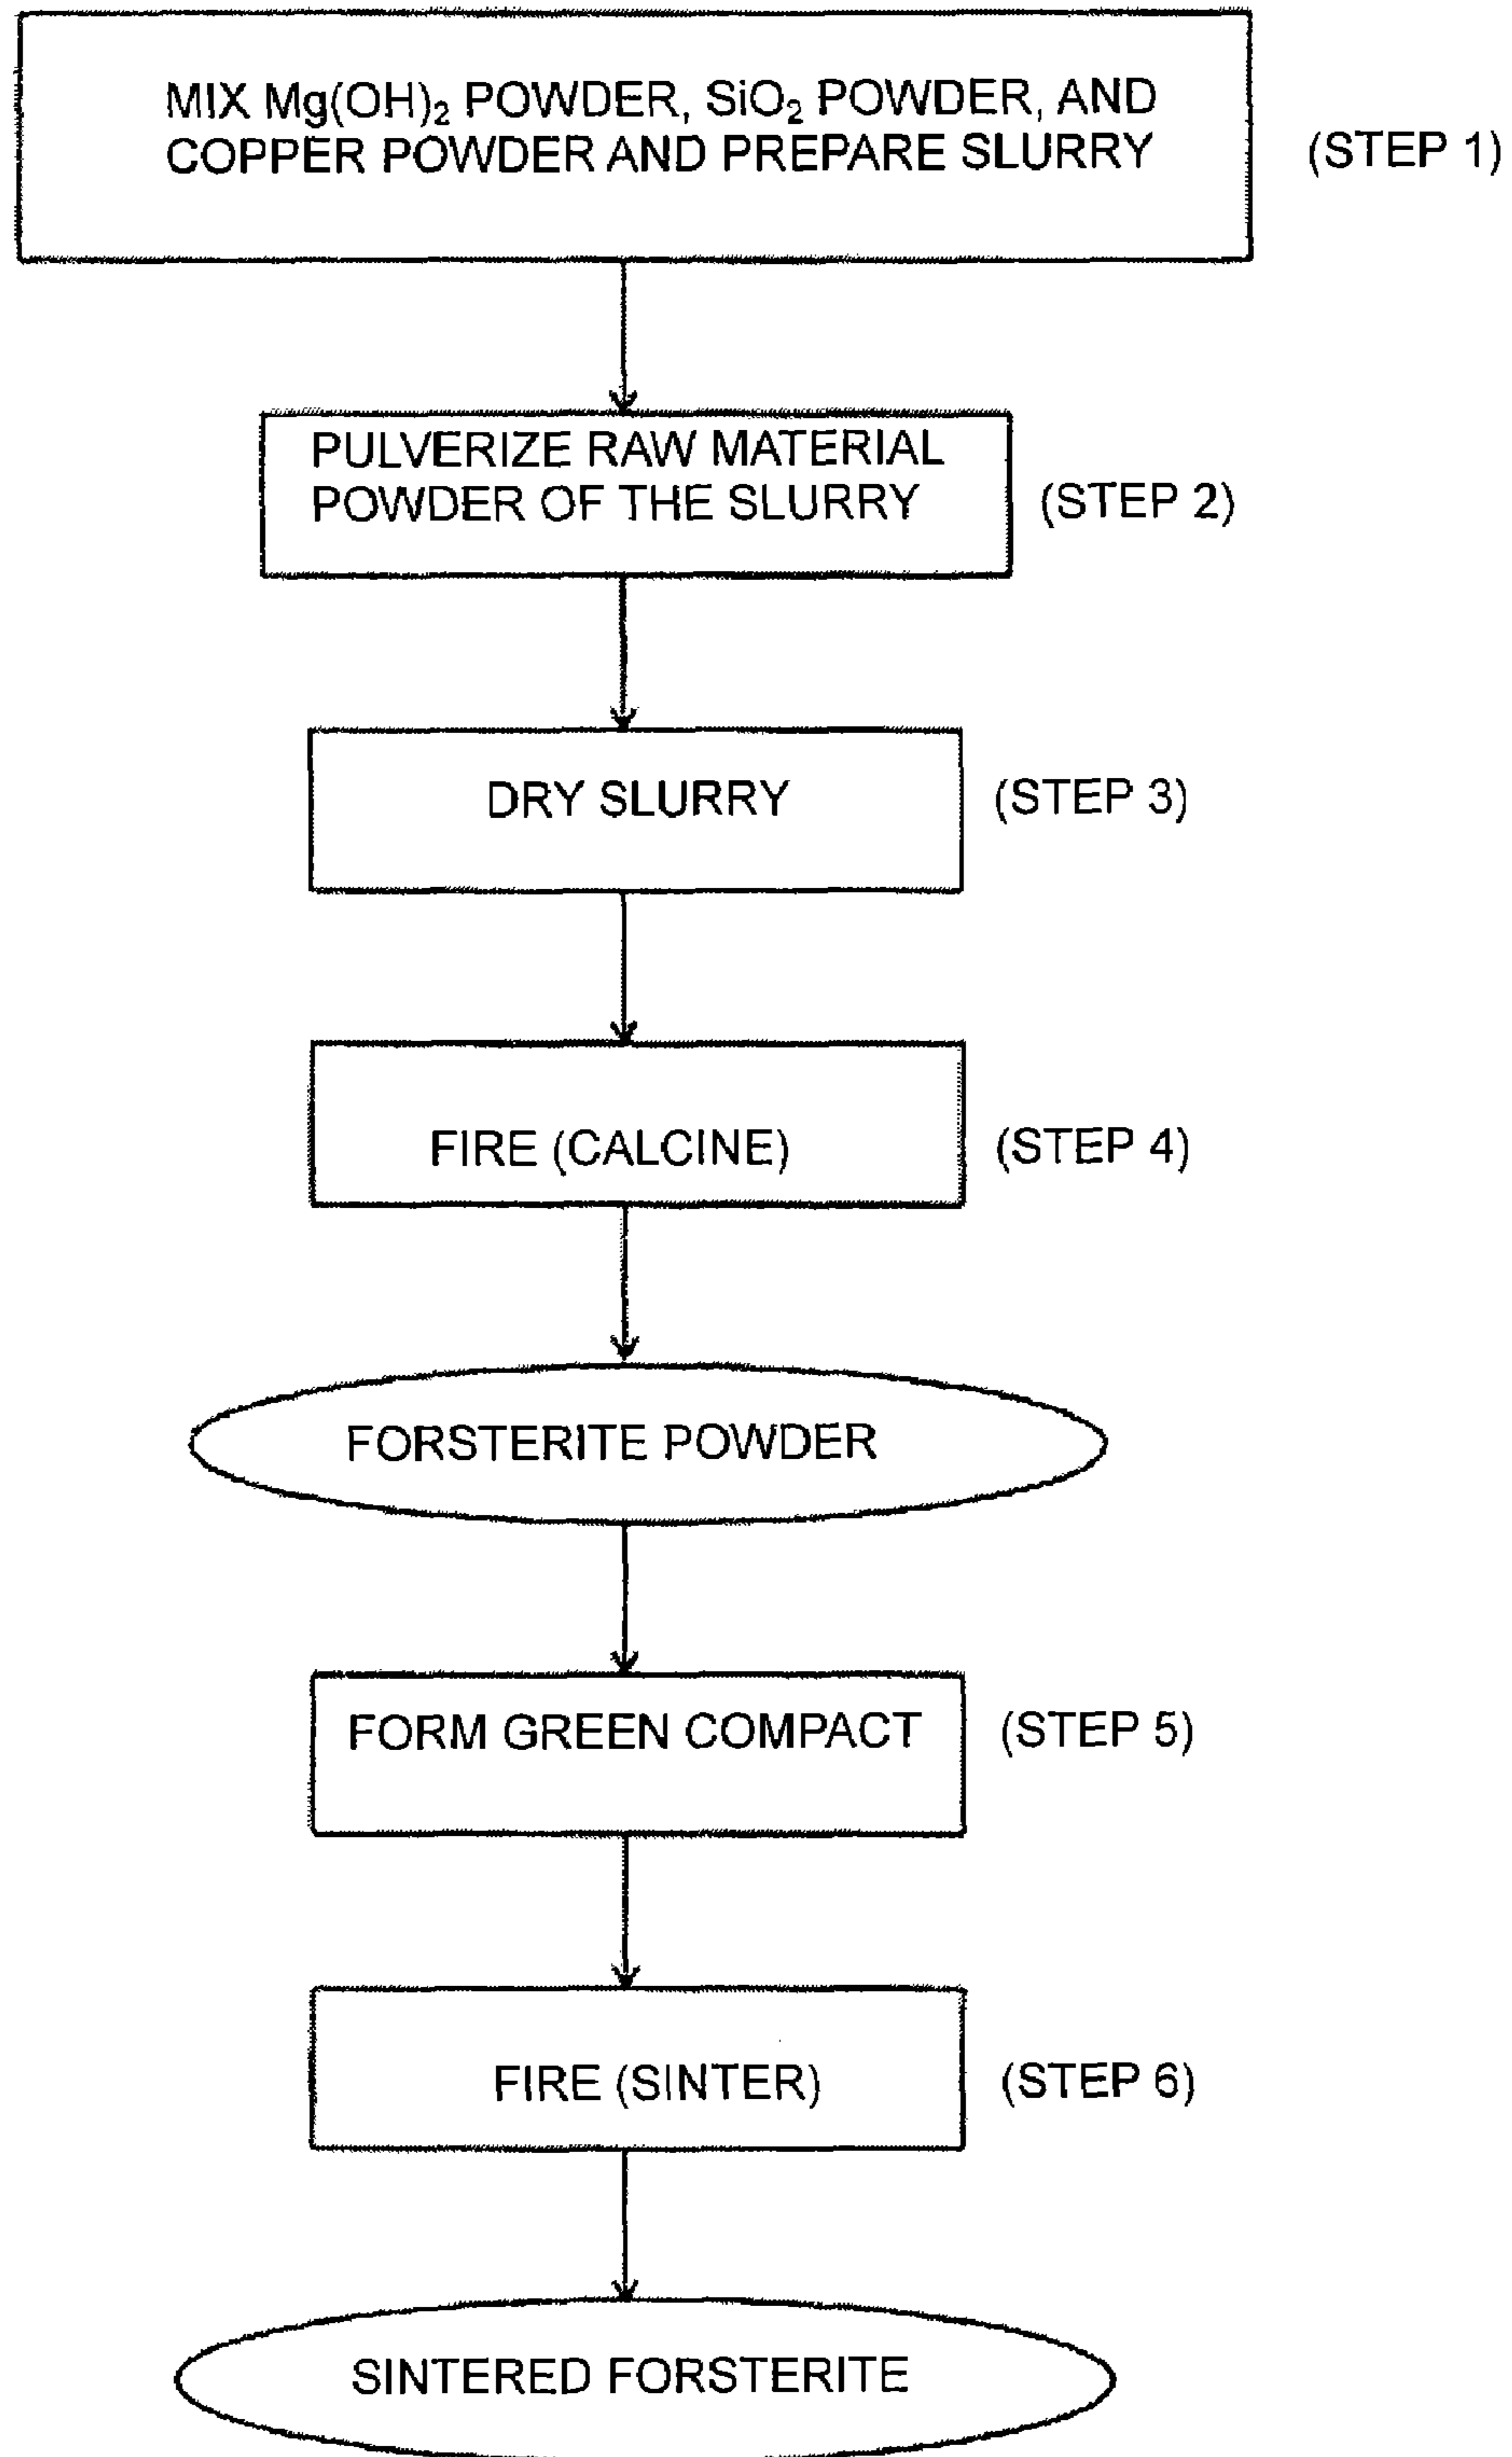 MIX Mg(OH)₂ POWDER, SiO₂ POWDER, AND
COPPER POWDER AND PREPARE SLURRY
(STEP 1)
PULVERIZE RAW MATERIAL
POWDER OF THE SLURRY
(STEP 2)
DRY SLURRY
(STEP 3)
FIRE (CALCINE)
(STEP 4)
FORSTERITE POWDER
FORM GREEN COMPACT
(STEP 5)
FIRE (SINTER)
(STEP 6)
SINTERED FORSTERITE